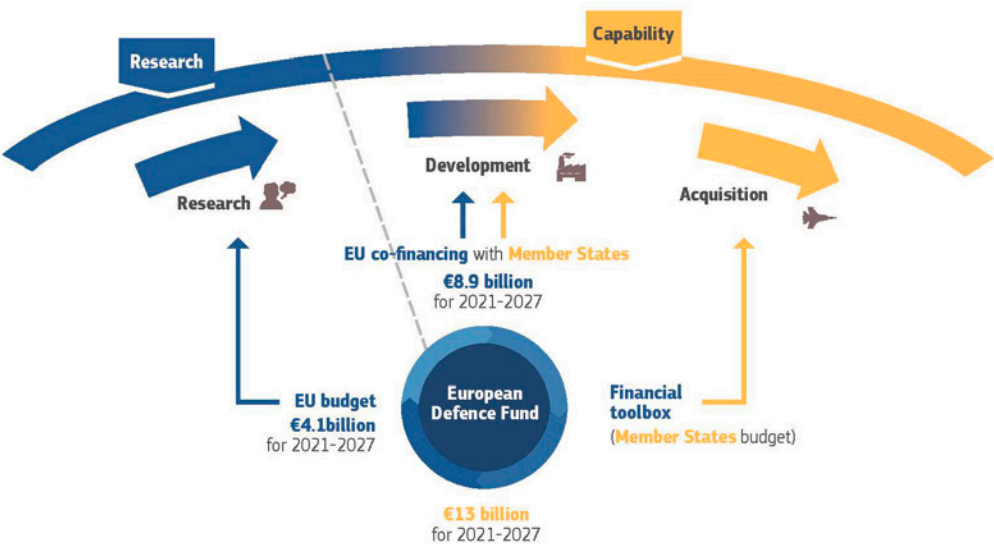 Research
Capability
Research
Development
Acquisition
EU co-financing with Member States
€8.9 billion
for 2021-2027
EU budget
€4.1billion
for 2021-2027
European
Defence Fund
Financial
toolbox
(Member States budget)
€13 billion
for 2021-2027